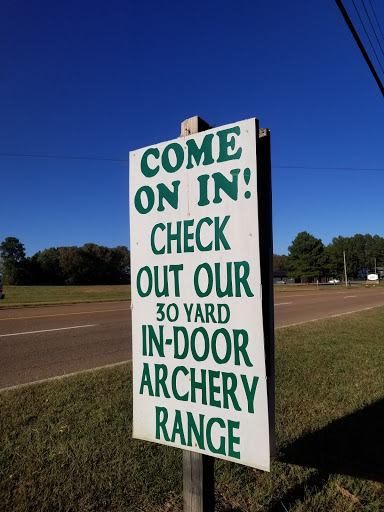 COME
ON IN!
CHECK
OUT OUR
30 YARD
IN-DOOR
ARCHERY
RANGE